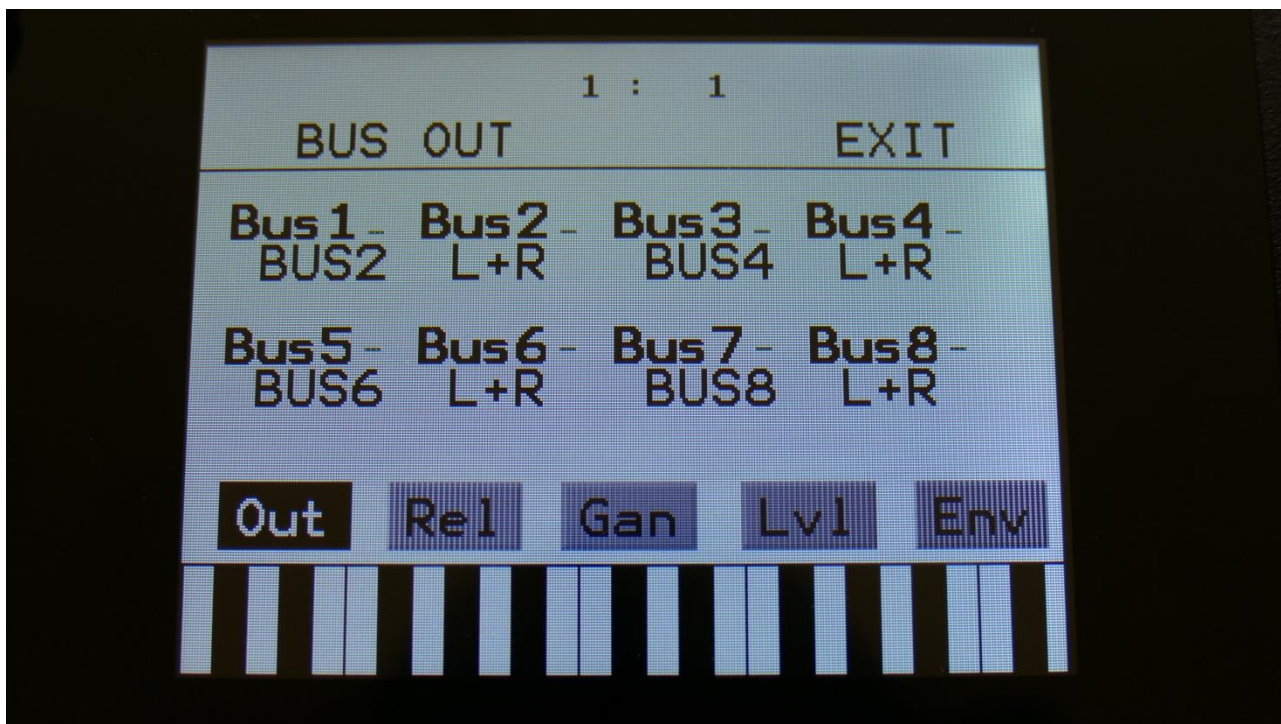 1 : 1
BUS OUT EXIT
Bus1- Bus2- Bus3- Bus4-
BUS2 L+R BUS4 L+R
Bus5- Bus6- Bus7- Bus8-
BUS6 L+R BUS8 L+R
Out Rel Gan Lvl Env